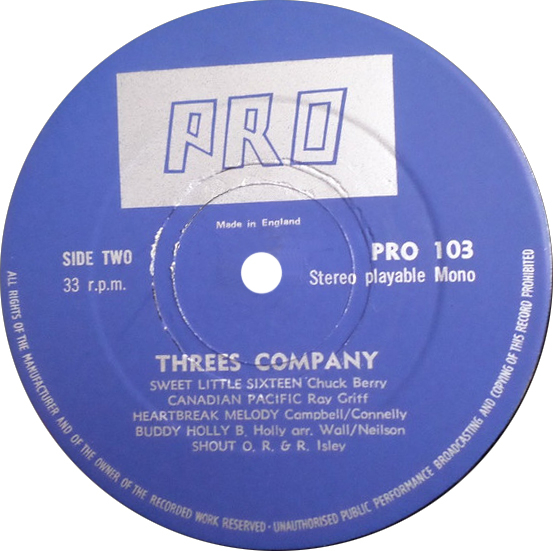 PRO
Made in England
SIDE TWO
33 r.p.m.
PRO 103
Stereo playable Mono
THREES COMPANY
SWEET LITTLE SIXTEEN Chuck Berry
CANADIAN PACIFIC Ray Griff
HEARTBREAK MELODY Campbell/Connelly
BUDDY HOLLY B. Holly arr. Wall/Neilson
SHOUT O. R. & R. Isley
ALL RIGHTS OF THE MANUFACTURER AND OF THE OWNER OF THE RECORDED WORK RESERVED · UNAUTHORISED PUBLIC PERFORMANCE BROADCASTING AND COPYING OF THIS RECORD PROHIBITED